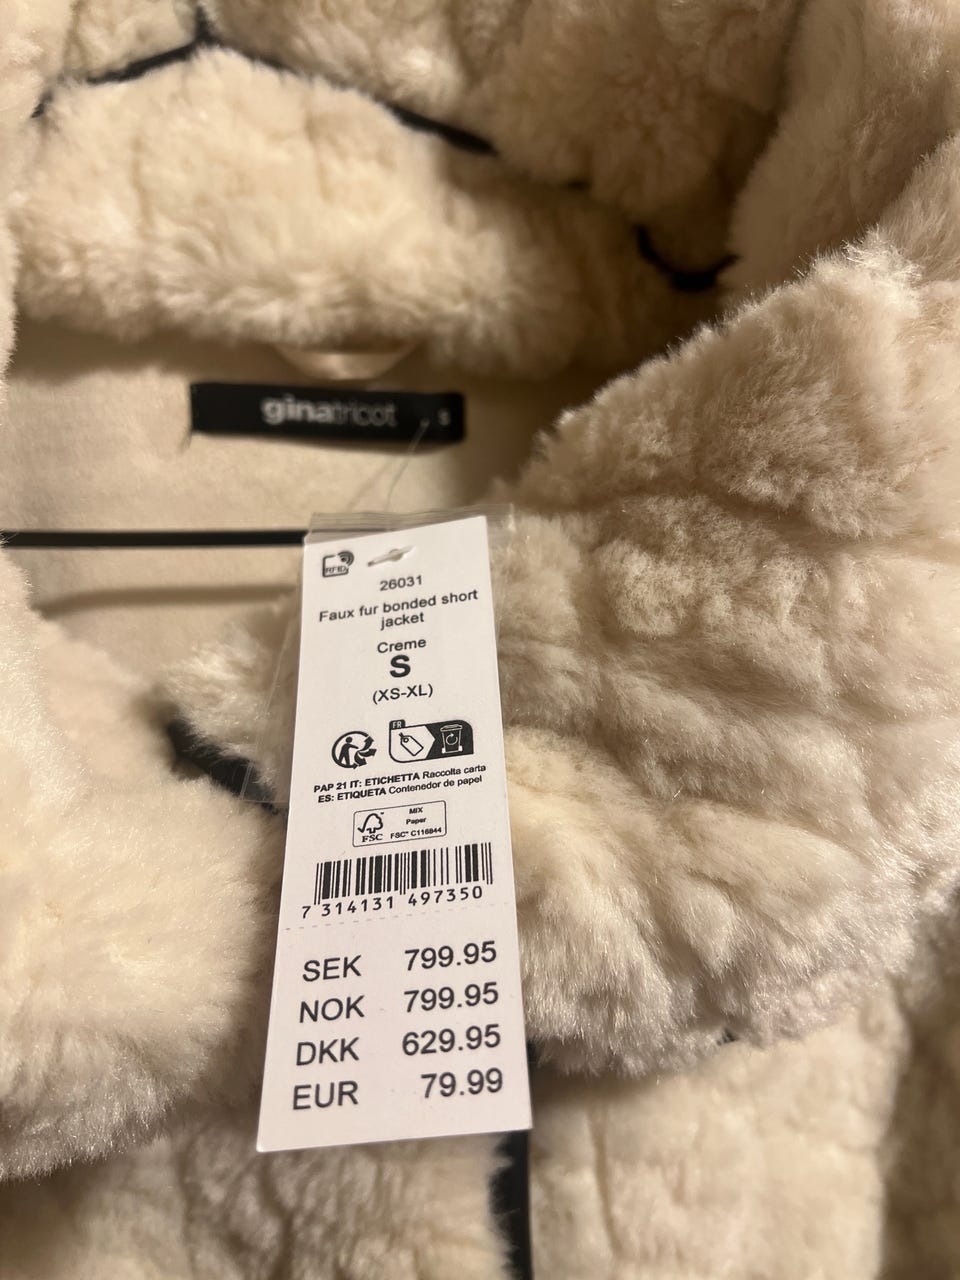 ginatricot s
RFID
26031
Faux fur bonded short
jacket
Creme
S
(XS-XL)
FR
PAP 21 IT: ETICHETTA Raccolta carta
ES: ETIQUETA Contenedor de papel
FSC
MIX
Paper
FSC™ C116944
7 314131 497350
SEK 799.95
NOK 799.95
DKK 629.95
EUR 79.99